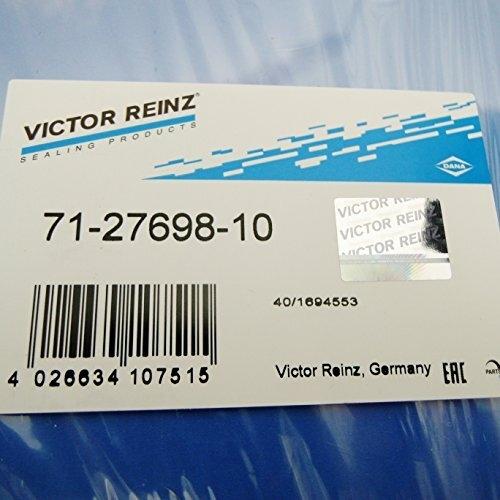 VICTOR REINZ®
SEALING PRODUCTS
DANA
71-27698-10
VICTOR REINZ
VICTOR REINZ
VICTOR REINZ
40/1694553
4 026634 107515
Victor Reinz, Germany
EAC
PART